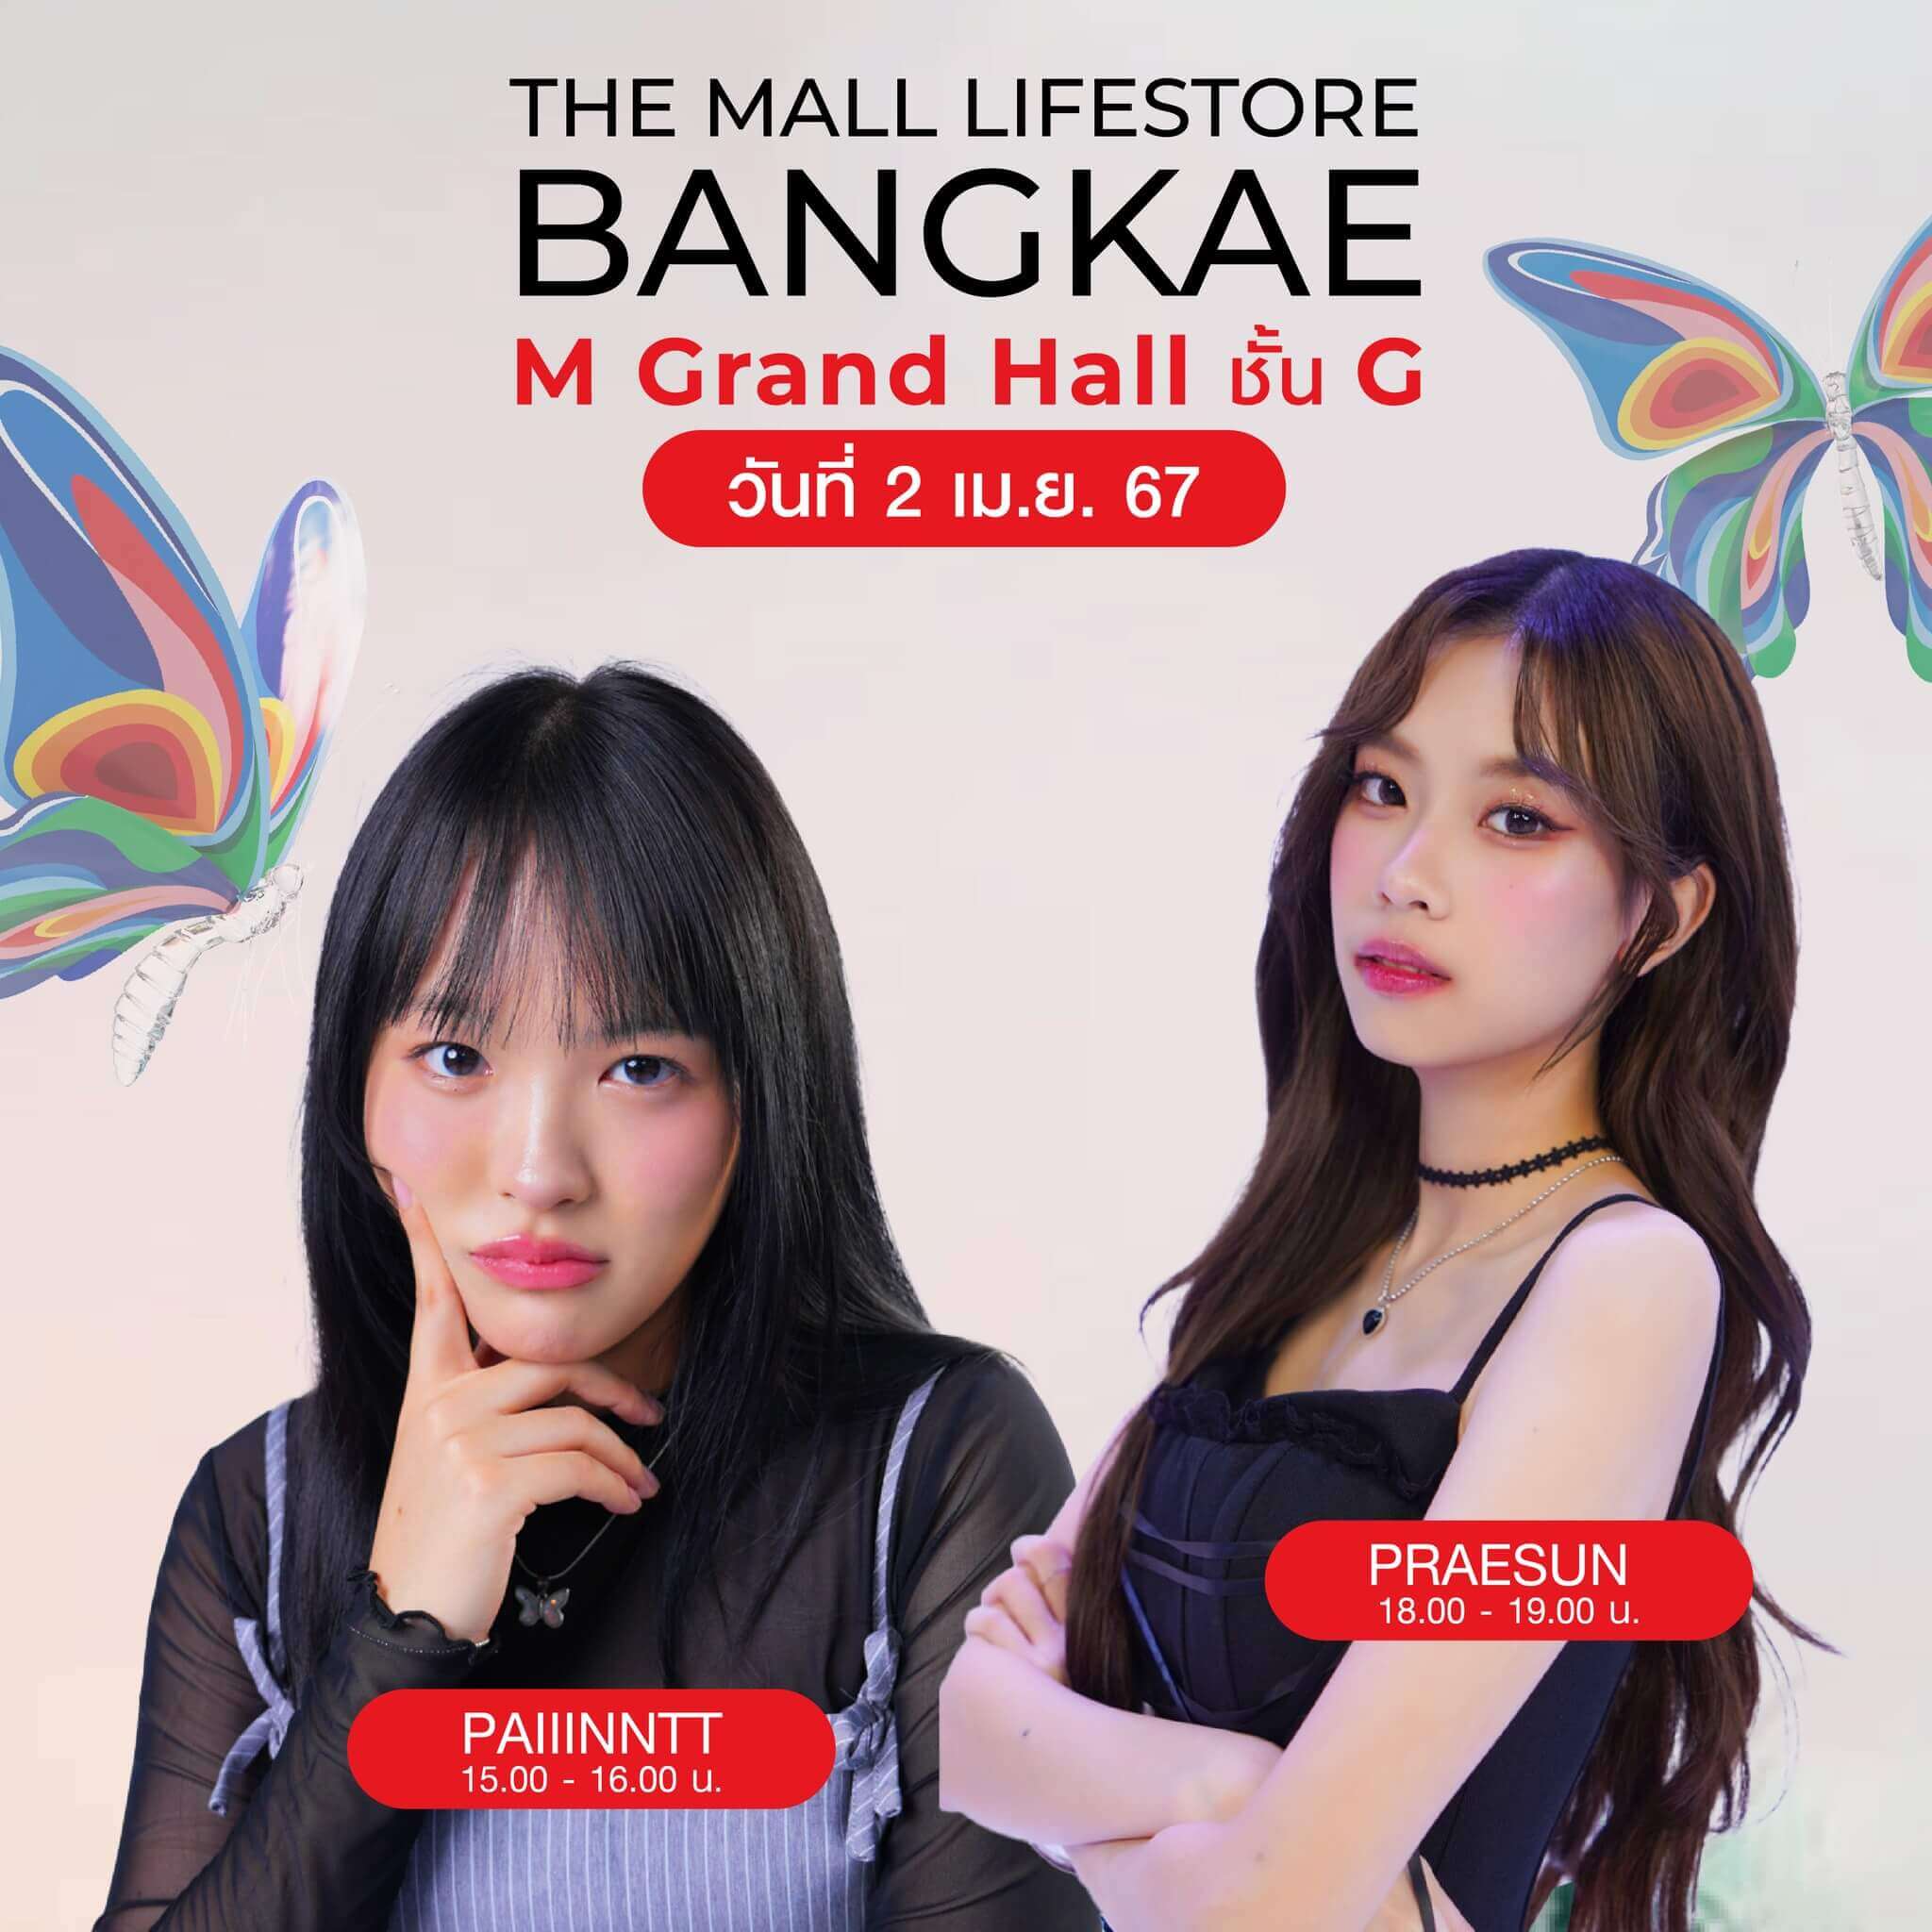 THE MALL LIFESTORE
BANGKAE
M Grand Hall ชั้น G
วันที่ 2 เม.ย. 67
PRAESUN
18.00 - 19.00 น.
PAIIINNTT
15.00 - 16.00 น.